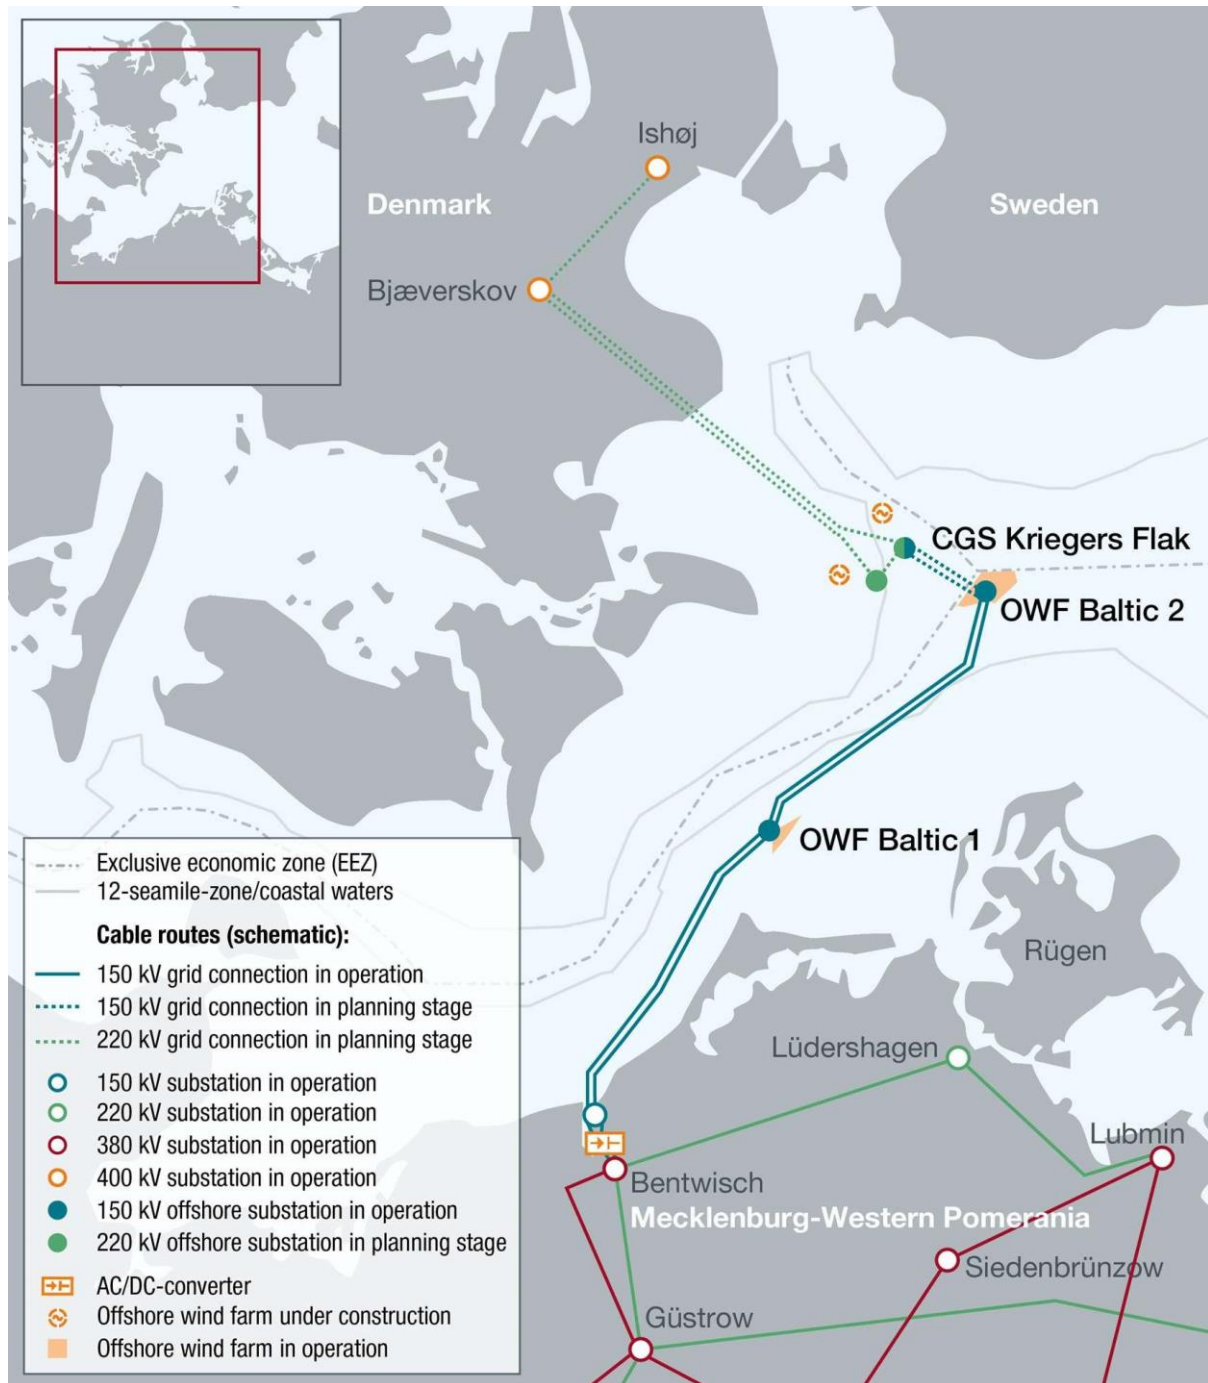 Ishøj
Denmark
Sweden
Bjæverskov
CGS Kriegers Flak
OWF Baltic 2
OWF Baltic 1
Exclusive economic zone (EEZ)
12-seamile-zone/coastal waters
Cable routes (schematic):
150 kV grid connection in operation
150 kV grid connection in planning stage
220 kV grid connection in planning stage
150 kV substation in operation
220 kV substation in operation
380 kV substation in operation
400 kV substation in operation
150 kV offshore substation in operation
220 kV offshore substation in planning stage
AC/DC-converter
Offshore wind farm under construction
Offshore wind farm in operation
Rügen
Lüdershagen
Lubmin
Bentwisch
Mecklenburg-Western Pomerania
Siedenbrünzow
Güstrow